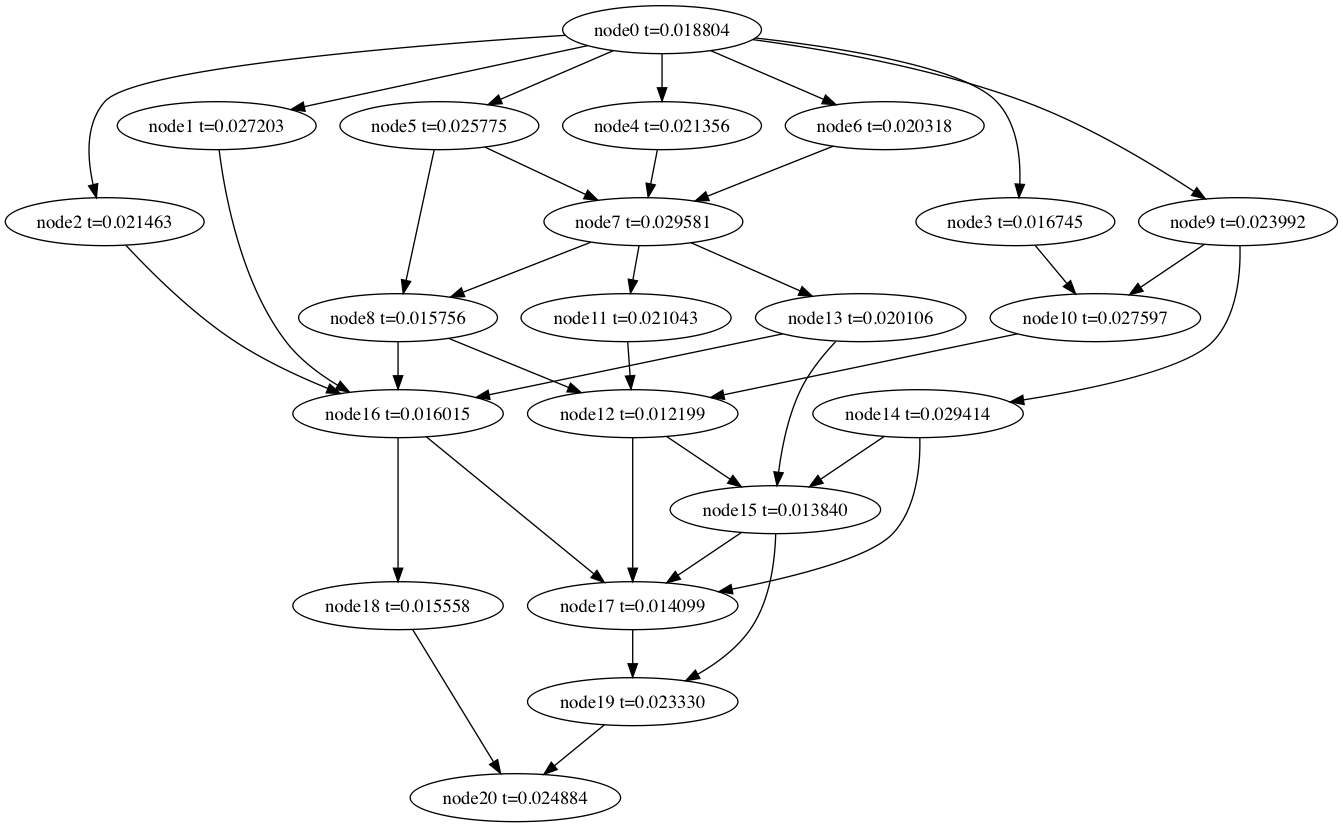 node0 t=0.018804
node1 t=0.027203
node5 t=0.025775
node4 t=0.021356
node6 t=0.020318
node2 t=0.021463
node7 t=0.029581
node3 t=0.016745
node9 t=0.023992
node8 t=0.015756
node11 t=0.021043
node13 t=0.020106
node10 t=0.027597
node16 t=0.016015
node12 t=0.012199
node14 t=0.029414
node15 t=0.013840
node18 t=0.015558
node17 t=0.014099
node19 t=0.023330
node20 t=0.024884